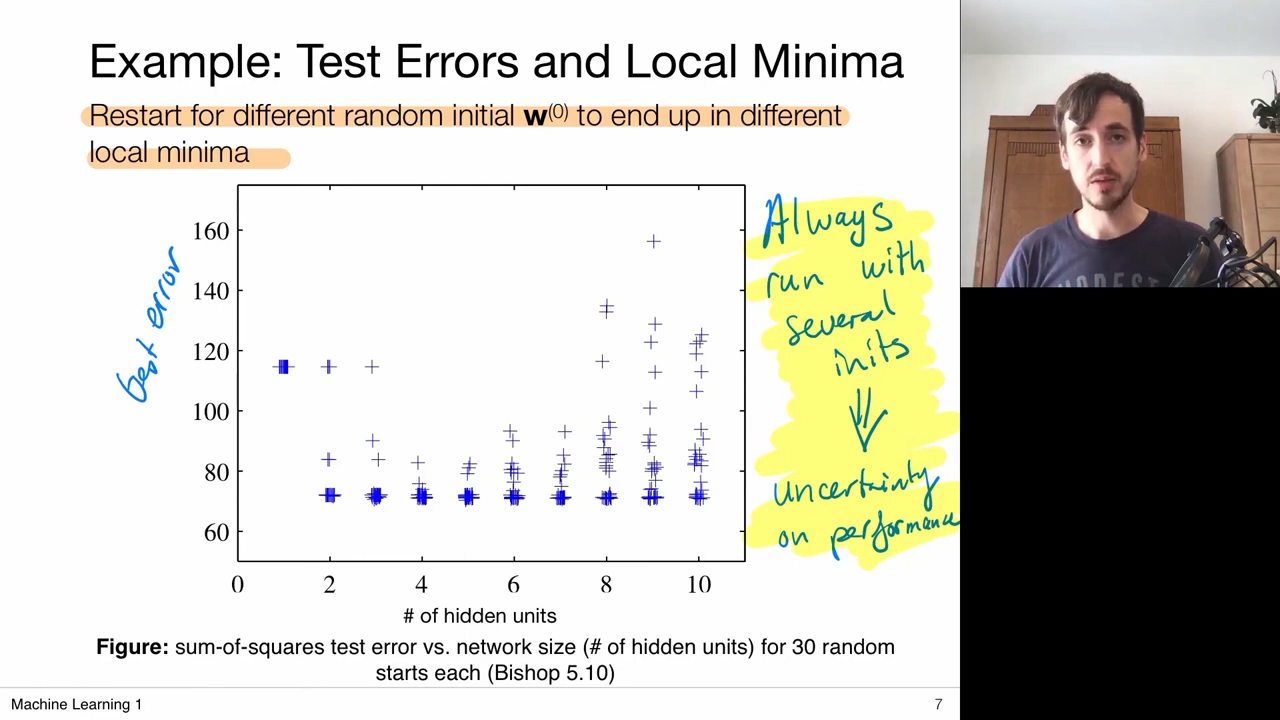 Example: Test Errors and Local Minima
Restart for different random initial w(0) to end up in different
local minima
160
140
120
100
80
60
0 2 4 6 8 10
# of hidden units
Always
run with
several
inits
⇓
uncertainty
on performance
Figure: sum-of-squares test error vs. network size (# of hidden units) for 30 random
starts each (Bishop 5.10)
Machine Learning 1
7